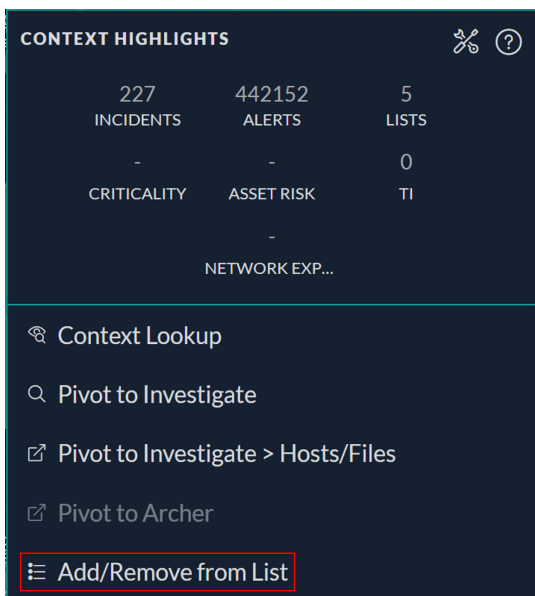 CONTEXT HIGHLIGHTS
227 442152 5
INCIDENTS ALERTS LISTS
- - 0
CRITICALITY ASSET RISK TI
-
NETWORK EXP...
Context Lookup
Pivot to Investigate
Pivot to Investigate > Hosts/Files
Pivot to Archer
Add/Remove from List